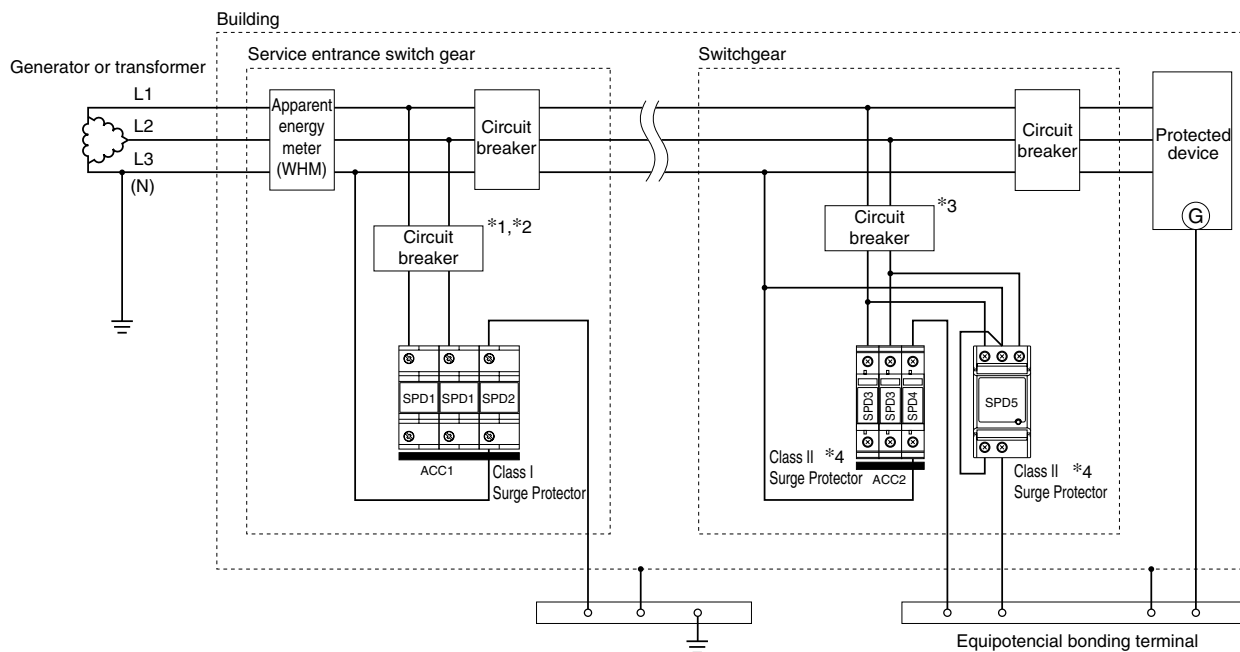 Building
Service entrance switch gear
Switchgear
Generator or transformer
L1
L2
L3
(N)
Apparent
energy
meter
(WHM)
Circuit
breaker
Circuit
breaker
Protected
device
G
Circuit
breaker
*1,*2
Circuit
breaker
*3
SPD1
SPD1
SPD2
ACC1
Class I
Surge Protector
SPD3
SPD3
SPD4
SPD5
Class II *4
Surge Protector
ACC2
Class II *4
Surge Protector
Equipotencial bonding terminal